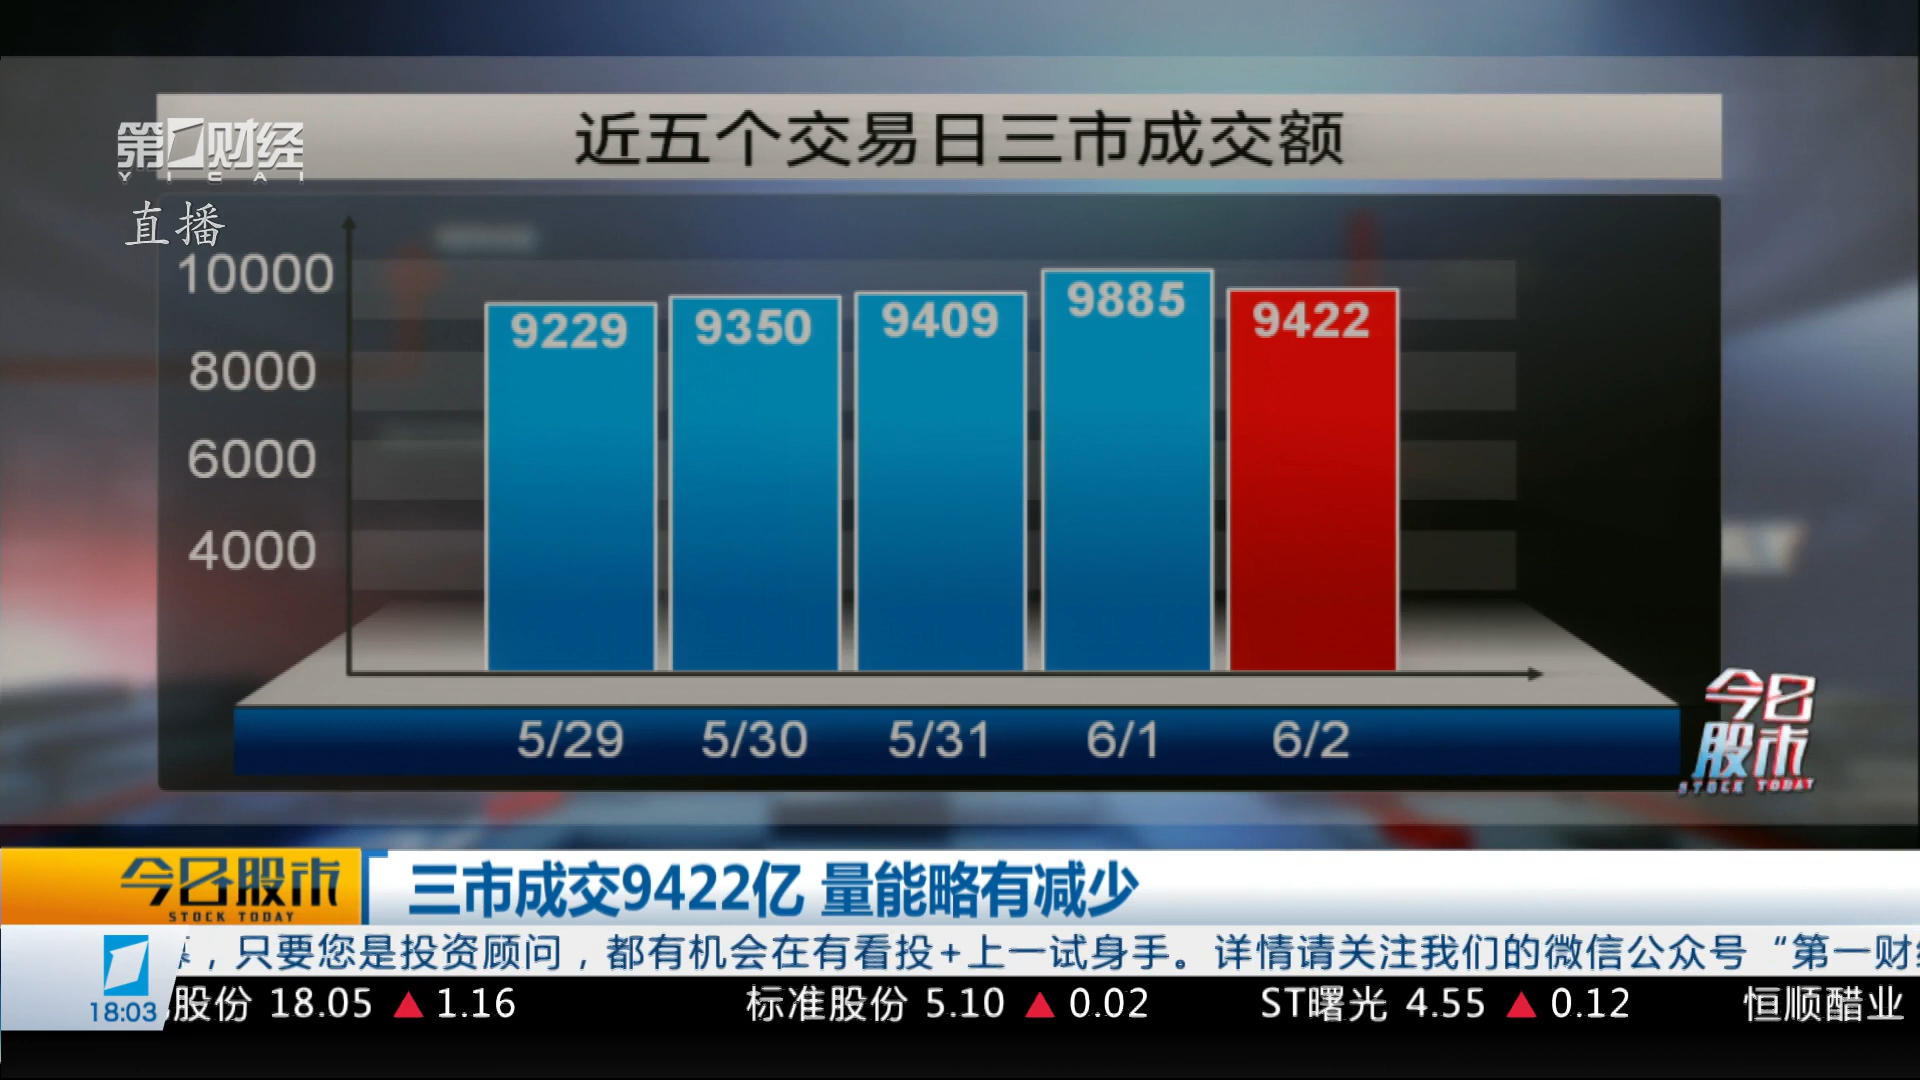 近五个交易日三市成交额
第1财经
YICAI
直播
10000
8000
6000
4000
9229
9350
9409
9885
9422
5/29
5/30
5/31
6/1
6/2
今日
股市
STOCK TODAY
今日股市
STOCK TODAY
三市成交9422亿 量能略有减少
，只要您是投资顾问，都有机会在有看投+上一试身手。详情请关注我们的微信公众号“第一财
18:03
股份 18.05 ▲ 1.16 标准股份 5.10 ▲ 0.02 ST曙光 4.55 ▲ 0.12 恒顺醋业